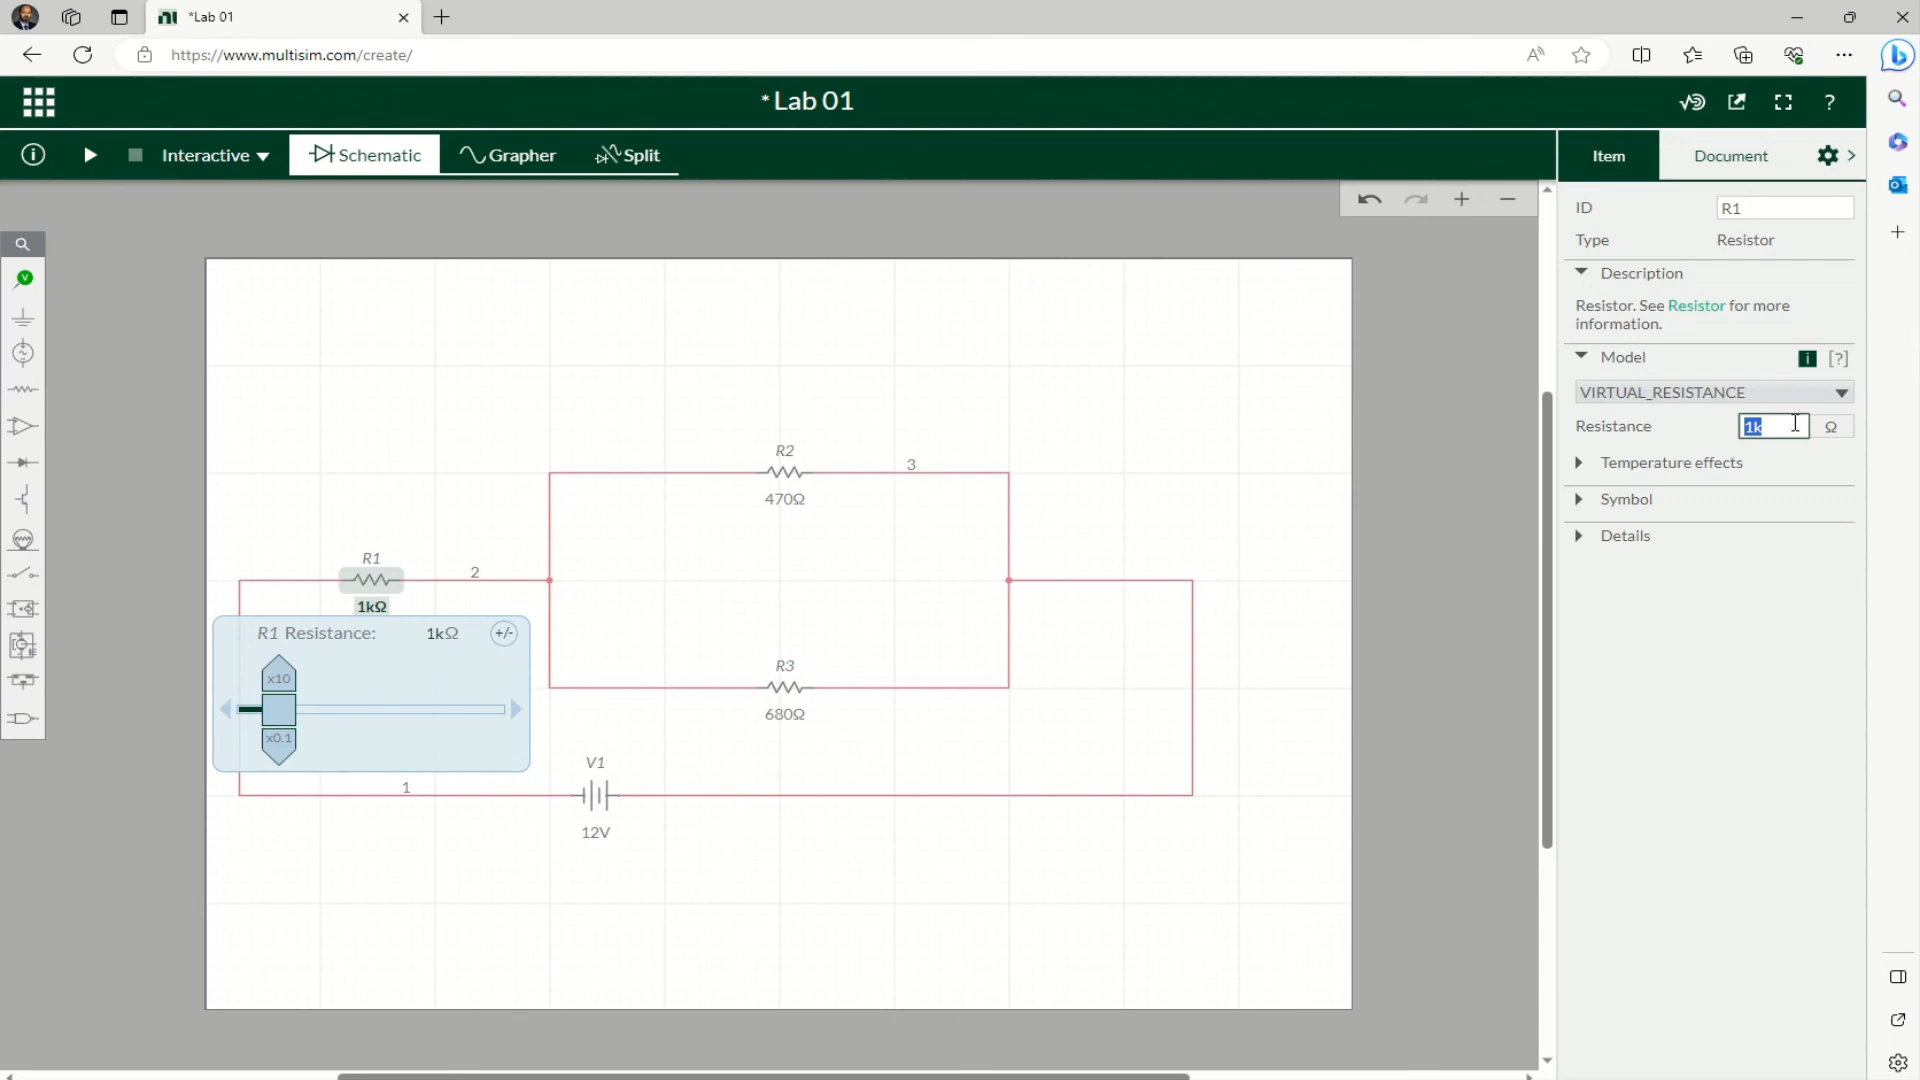 *Lab 01
https://www.multisim.com/create/
* Lab 01
?
Interactive
Schematic
Grapher
Split
Item
Document
ID
R1
Type
Resistor
Description
Resistor. See Resistor for more
information.
Model
i
[?]
VIRTUAL_RESISTANCE
Resistance
1k
Ω
Temperature effects
Symbol
Details
V
R2
3
470Ω
R1
2
1kΩ
R1 Resistance:
1kΩ
+/-
x10
x0.1
R3
680Ω
V1
1
12V